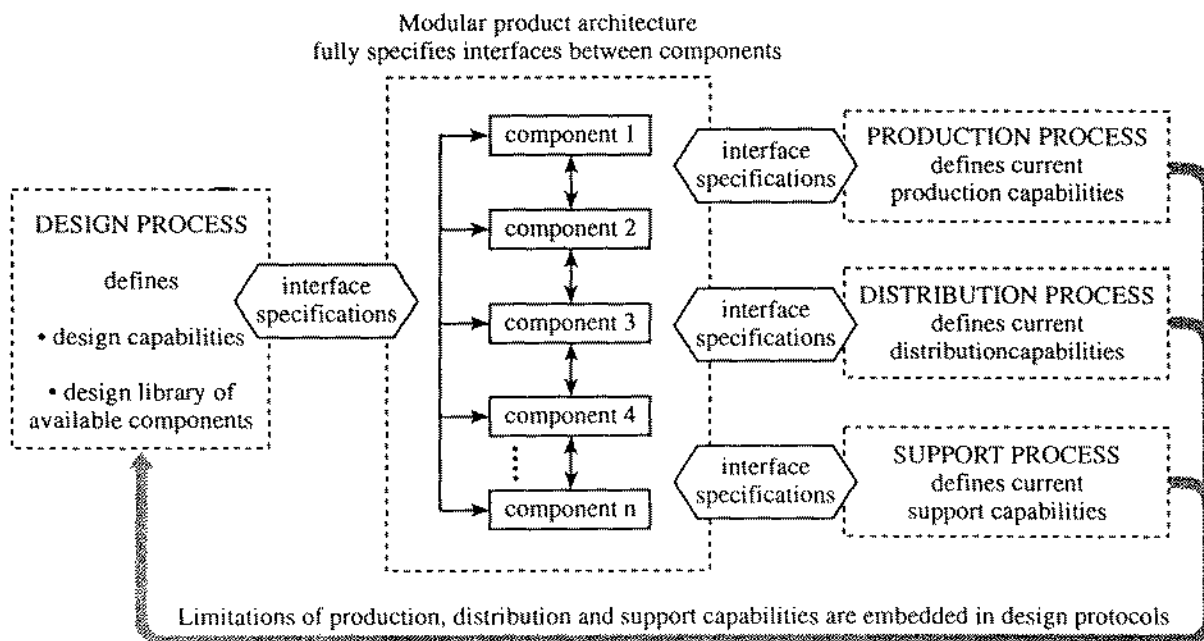 Modular product architecture
fully specifies interfaces between components
DESIGN PROCESS
defines
• design capabilities
• design library of
available components
interface
specifications
component 1
component 2
component 3
component 4
component n
interface
specifications
PRODUCTION PROCESS
defines current
production capabilities
interface
specifications
DISTRIBUTION PROCESS
defines current
distributioncapabilities
interface
specifications
SUPPORT PROCESS
defines current
support capabilities
Limitations of production, distribution and support capabilities are embedded in design protocols